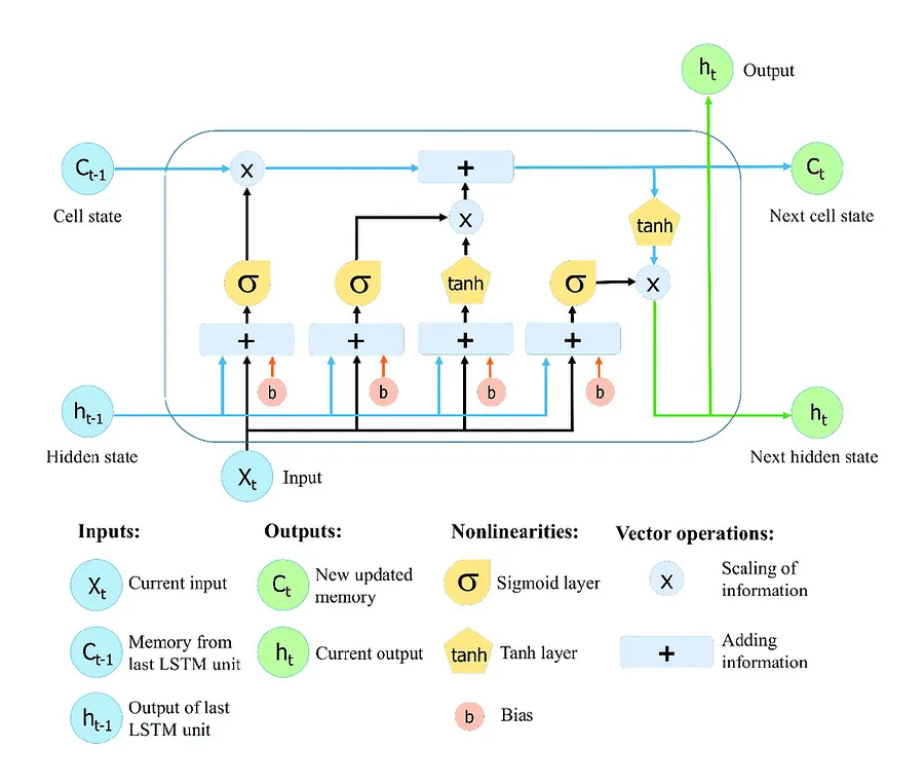 ht
Output
Ct-1
x
+
Ct
Cell state
x
tanh
Next cell state
σ
σ
tanh
σ
x
+
+
+
+
b
b
b
b
ht-1
ht
Hidden state
Next hidden state
Xt
Input
Inputs:
Outputs:
Nonlinearities:
Vector operations:
Xt
Current input
Ct
New updated
memory
σ
Sigmoid layer
x
Scaling of
information
Ct-1
Memory from
last LSTM unit
ht
Current output
tanh
Tanh layer
+
Adding
information
ht-1
Output of last
LSTM unit
b
Bias